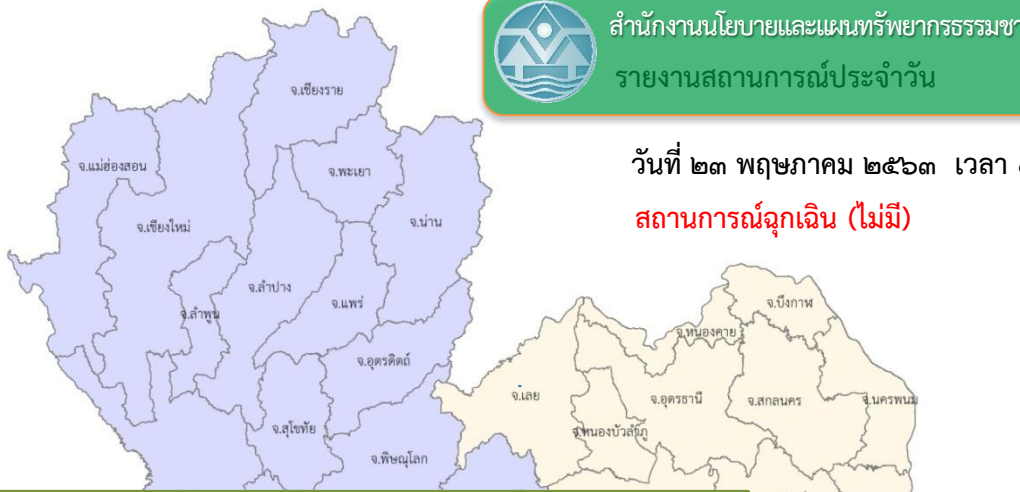 สำนักงานนโยบายและแผนทรัพยากรธรรมชา
รายงานสถานการณ์ประจำวัน
วันที่ ๒๓ พฤษภาคม ๒๕๖๓ เวลา
สถานการณ์ฉุกเฉิน (ไม่มี)
จ.เชียงราย
จ.แม่ฮ่องสอน
จ.พะเยา
จ.เชียงใหม่
จ.น่าน
จ.ลำปาง
จ.แพร่
จ.ลำพูน
จ.บึงกาฬ
จ.หนองคาย
จ.อุตรดิตถ์
จ.เลย
จ.อุดรธานี
จ.สกลนคร
จ.นครพนม
จ.สุโขทัย
จ.หนองบัวลำภู
จ.พิษณุโลก